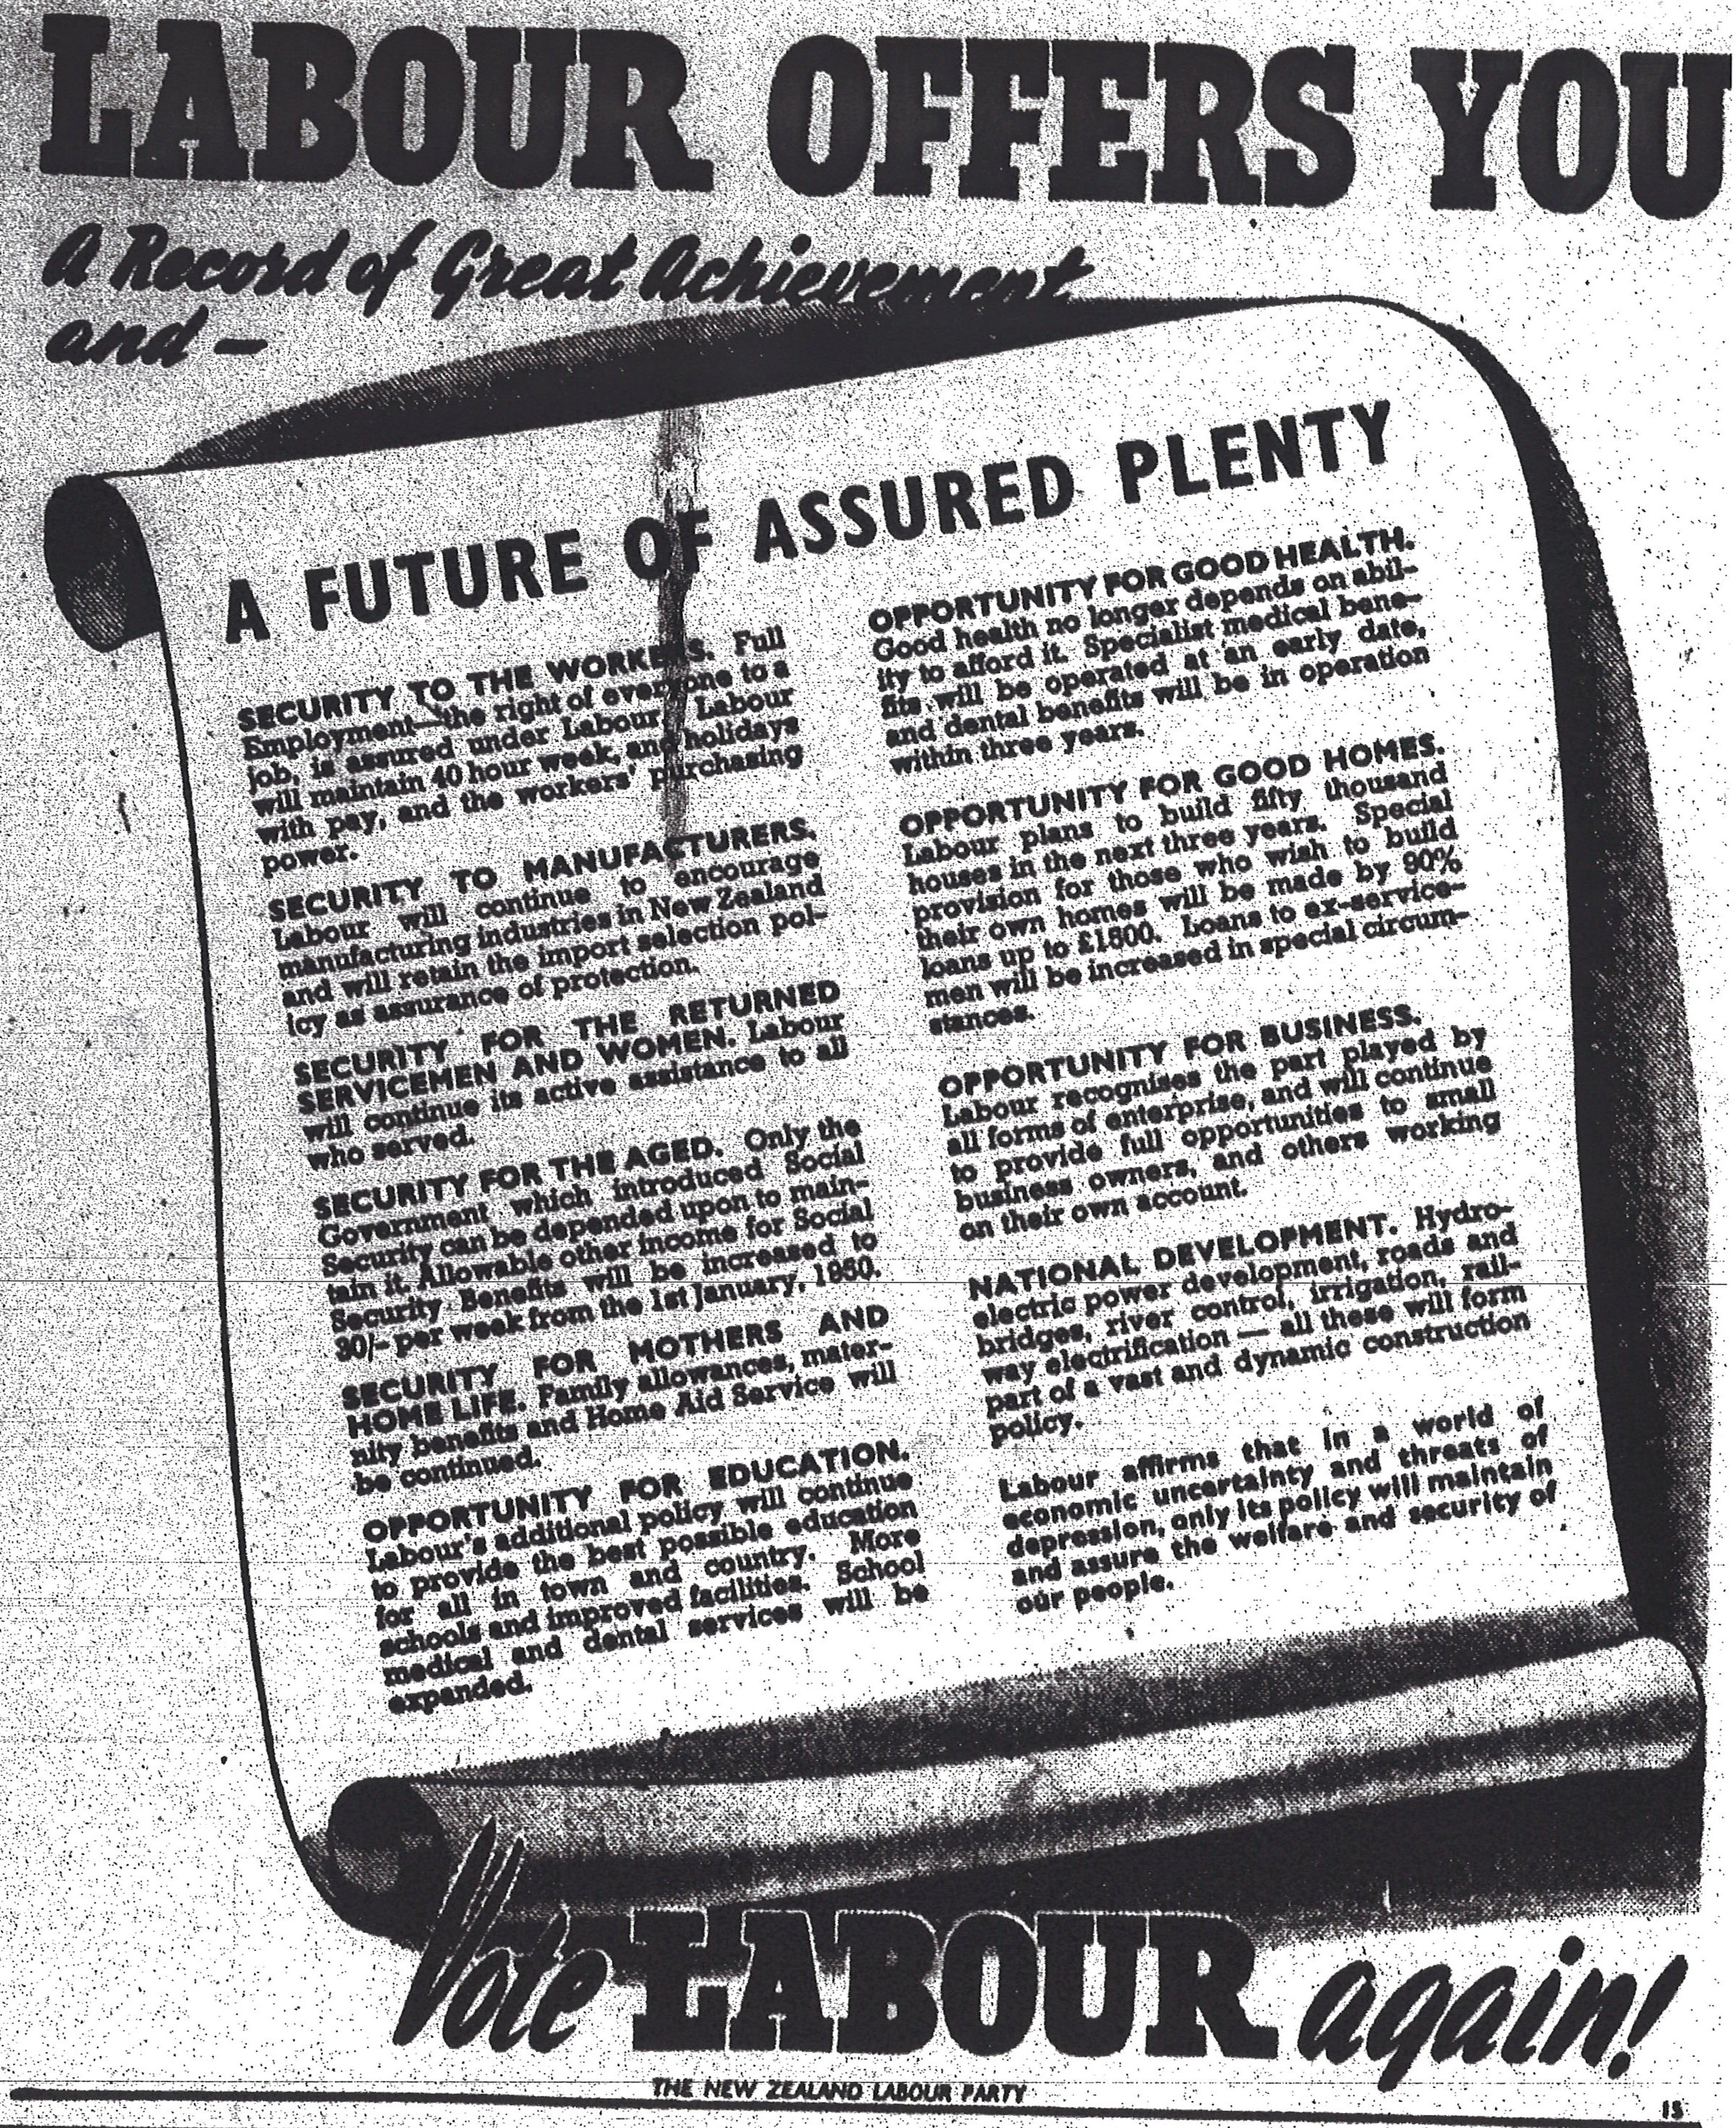 LABOUR OFFERS YOU
A Record of Great Achievement
and —
A FUTURE OF ASSURED PLENTY
SECURITY TO THE WORKERS. Full
Employment—the right of everyone to a
job, is assured under Labour. Labour
will maintain 40 hour week, and holidays
with pay, and the workers' purchasing
power.
SECURITY TO MANUFACTURERS.
Labour will continue to encourage
manufacturing industries in New Zealand
and will retain the import selection pol-
icy as assurance of protection.
SECURITY FOR THE RETURNED
SERVICEMEN AND WOMEN. Labour
will continue its active assistance to all
who served.
SECURITY FOR THE AGED. Only the
Government which introduced Social
Security can be depended upon to main-
tain it. Allowable other income for Social
Security Benefits will be increased to
30/- per week from the 1st January, 1950.
SECURITY FOR MOTHERS AND
HOME LIFE. Family allowances, mater-
nity benefits and Home Aid Service will
be continued.
OPPORTUNITY FOR EDUCATION.
Labour's additional policy will continue
to provide the best possible education
for all in town and country. More
schools and improved facilities. School
medical and dental services will be
expanded.
OPPORTUNITY FOR GOOD HEALTH.
Good health no longer depends on abil-
ity to afford it. Specialist medical bene-
fits will be operated at an early date,
and dental benefits will be in operation
within three years.
OPPORTUNITY FOR GOOD HOMES.
Labour plans to build fifty thousand
houses in the next three years. Special
provision for those who wish to build
their own homes will be made by 90%
loans up to £1500. Loans to ex-service-
men will be increased in special circum-
stances.
OPPORTUNITY FOR BUSINESS.
Labour recognises the part played by
all forms of enterprise, and will continue
to provide full opportunities to small
business owners, and others working
on their own account.
NATIONAL DEVELOPMENT. Hydro-
electric power development, roads and
bridges, river control, irrigation, rail-
way electrification — all these will form
part of a vast and dynamic construction
policy.
Labour affirms that in a world of
economic uncertainty and threats of
depression, only its policy will maintain
and assure the welfare and security of
our people.
Vote LABOUR again!
THE NEW ZEALAND LABOUR PARTY
15